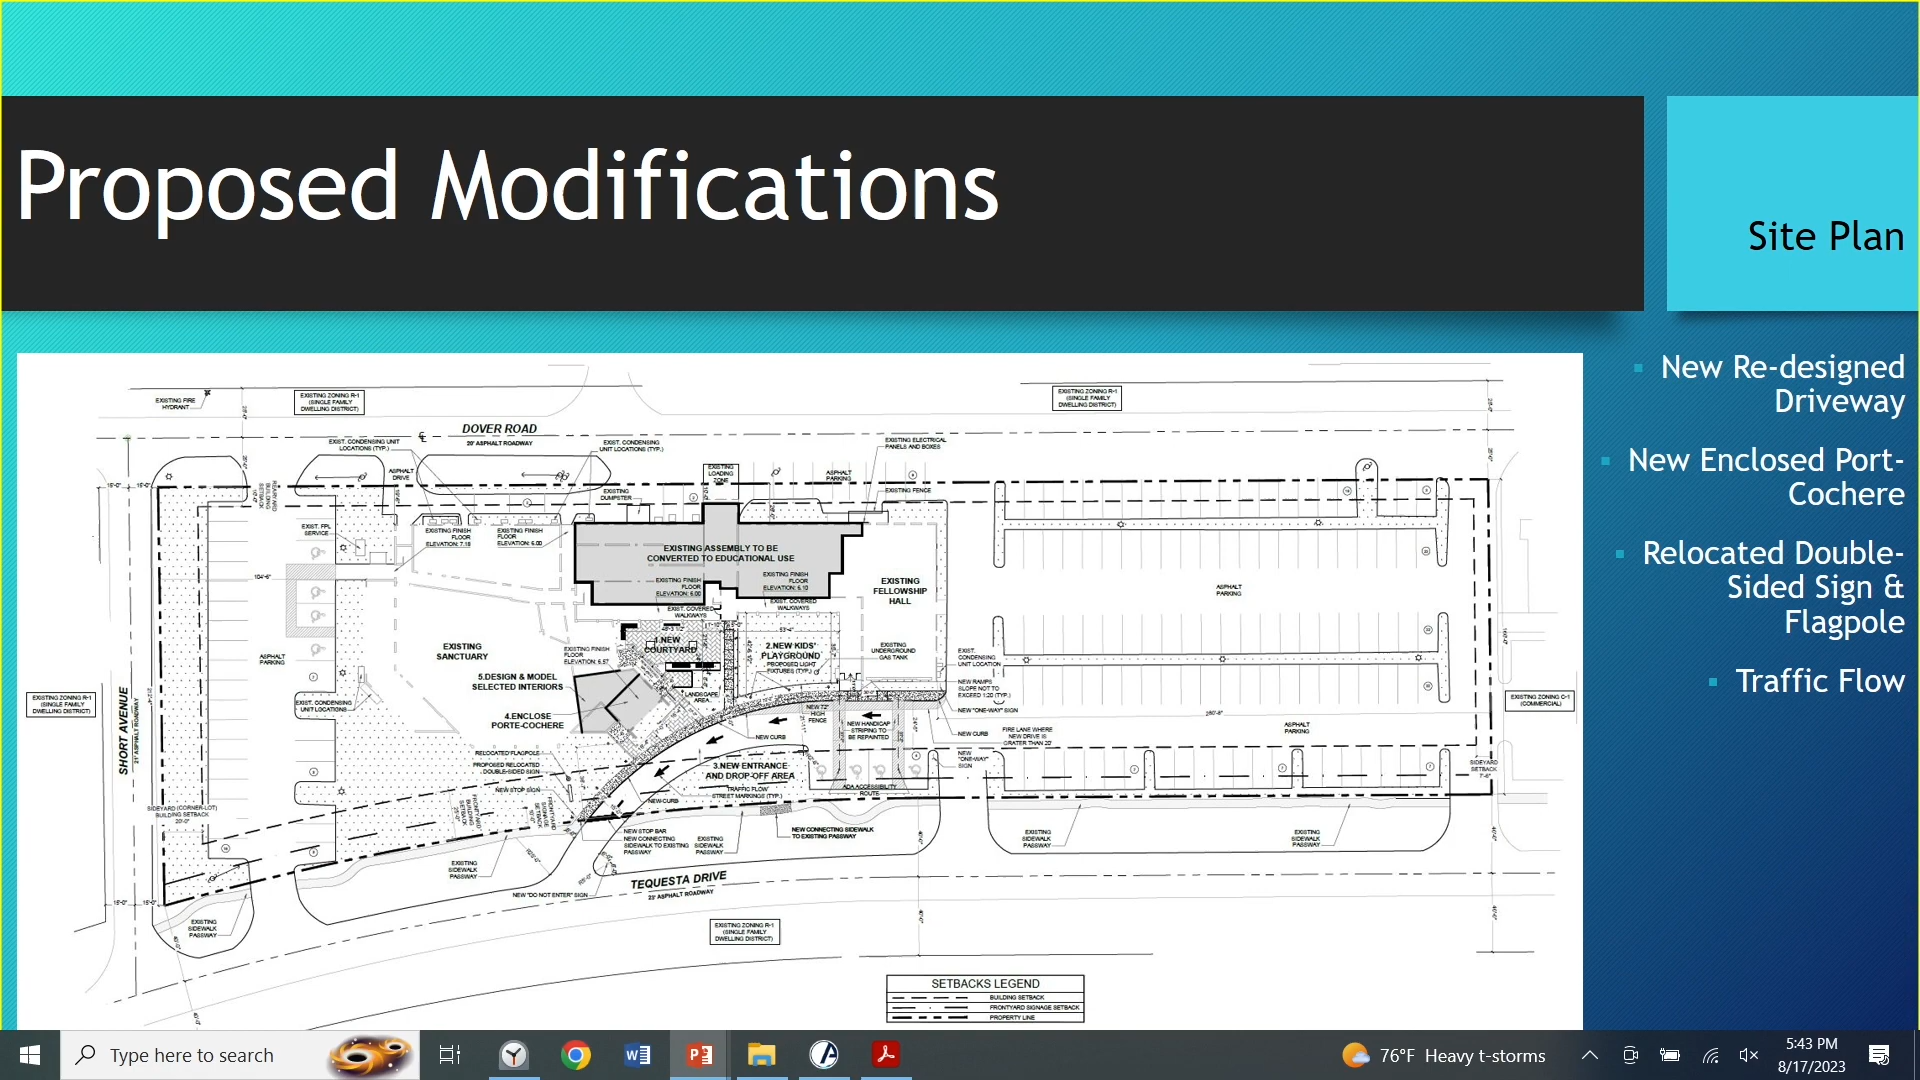 Proposed Modifications
Site Plan
New Re-designed
Driveway
New Enclosed Port-
Cochere
Relocated Double-
Sided Sign &
Flagpole
Traffic Flow
EXISTING FIRE
HYDRANT
EXISTING ZONING R-1
(SINGLE FAMILY
DWELLING DISTRICT)
EXISTING ZONING R-1
(SINGLE FAMILY
DWELLING DISTRICT)
DOVER ROAD
20' ASPHALT ROADWAY
EXIST. CONDENSING UNIT
LOCATIONS (TYP.)
EXIST. CONDENSING
UNIT LOCATIONS (TYP.)
EXISTING ELECTRICAL
PANELS AND BOXES
ASPHALT
DRIVE
EXISTING
LOADING
ZONE
ASPHALT
PARKING
EXISTING
DUMPSTER
EXISTING FENCE
EXIST. FPL
SERVICE
EXISTING FINISH
FLOOR
ELEVATION: 7.18
EXISTING FINISH
FLOOR
ELEVATION: 6.00
EXISTING ASSEMBLY TO BE
CONVERTED TO EDUCATIONAL USE
EXISTING FINISH
FLOOR
ELEVATION: 6.00
EXISTING FINISH
FLOOR
ELEVATION: 6.10
EXIST. COVERED
WALKWAYS
EXIST. COVERED
WALKWAYS
EXISTING
FELLOWSHIP
HALL
ASPHALT
PARKING
104'-6"
1.NEW
COURTYARD
2.NEW KIDS'
PLAYGROUND
PROPOSED LIGHT
FIXTURES (TYP.)
EXISTING
UNDERGROUND
GAS TANK
EXISTING
SANCTUARY
EXISTING FINISH
FLOOR
ELEVATION: 6.57
EXIST.
CONDENSING
UNIT LOCATION
ASPHALT
PARKING
5.DESIGN & MODEL
SELECTED INTERIORS
LANDSCAPE
AREA
NEW RAMPS
SLOPE NOT TO
EXCEED 1:20 (TYP.)
EXISTING ZONING R-1
(SINGLE FAMILY
DWELLING DISTRICT)
EXISTING ZONING C-1
(COMMERCIAL)
EXIST. CONDENSING
UNIT LOCATIONS
4.ENCLOSE
PORTE-COCHERE
NEW 72"
HIGH
FENCE
NEW "ONE-WAY" SIGN
NEW HANDICAP
STRIPING TO
BE REPAINTED
SHORT AVENUE
21' ASPHALT ROADWAY
NEW CURB
NEW CURB
FIRE LANE WHERE
NEW DRIVE IS
GREATER THAN 20'
ASPHALT
PARKING
RELOCATED FLAGPOLE
PROPOSED RELOCATED
DOUBLE-SIDED SIGN
NEW STOP SIGN
3.NEW ENTRANCE
AND DROP-OFF AREA
TRAFFIC FLOW
STREET MARKINGS (TYP.)
NEW
"ONE-WAY"
SIGN
SIDEYARD
SETBACK
7'-6"
ADA ACCESSIBILITY
ROUTE
NEW CURB
SIDEYARD (CORNER-LOT)
BUILDING SETBACK
20'-0"
NEW STOP BAR
NEW CONNECTING
SIDEWALK TO EXISTING
PASSWAY
EXISTING
SIDEWALK
PASSWAY
NEW CONNECTING SIDEWALK
TO EXISTING PASSWAY
EXISTING
SIDEWALK
PASSWAY
EXISTING
SIDEWALK
PASSWAY
EXISTING
SIDEWALK
PASSWAY
NEW "DO NOT ENTER" SIGN
TEQUESTA DRIVE
23' ASPHALT ROADWAY
EXISTING
SIDEWALK
PASSWAY
EXISTING ZONING R-1
(SINGLE FAMILY
DWELLING DISTRICT)
SETBACKS LEGEND
BUILDING SETBACK
FRONTYARD SIGNAGE SETBACK
PROPERTY LINE
Type here to search
76°F Heavy t-storms
5:43 PM
8/17/2023